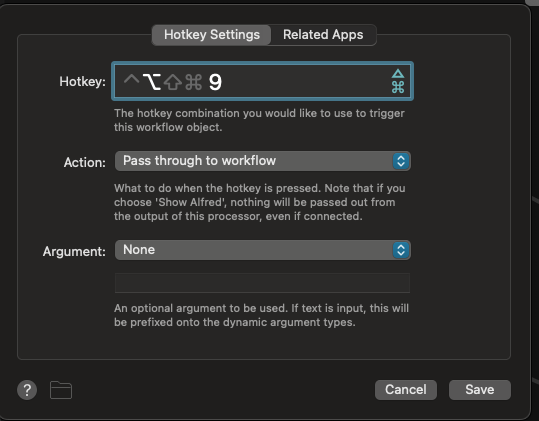 Hotkey Settings Related Apps
Hotkey: ⌃⌥⇧⌘ 9
The hotkey combination you would like to use to trigger
this workflow object.
Action: Pass through to workflow
What to do when the hotkey is pressed. Note that if you
choose 'Show Alfred', nothing will be passed out from
the output of this processor, even if connected.
Argument: None
An optional argument to be used. If text is input, this will
be prefixed onto the dynamic argument types.
? Cancel Save